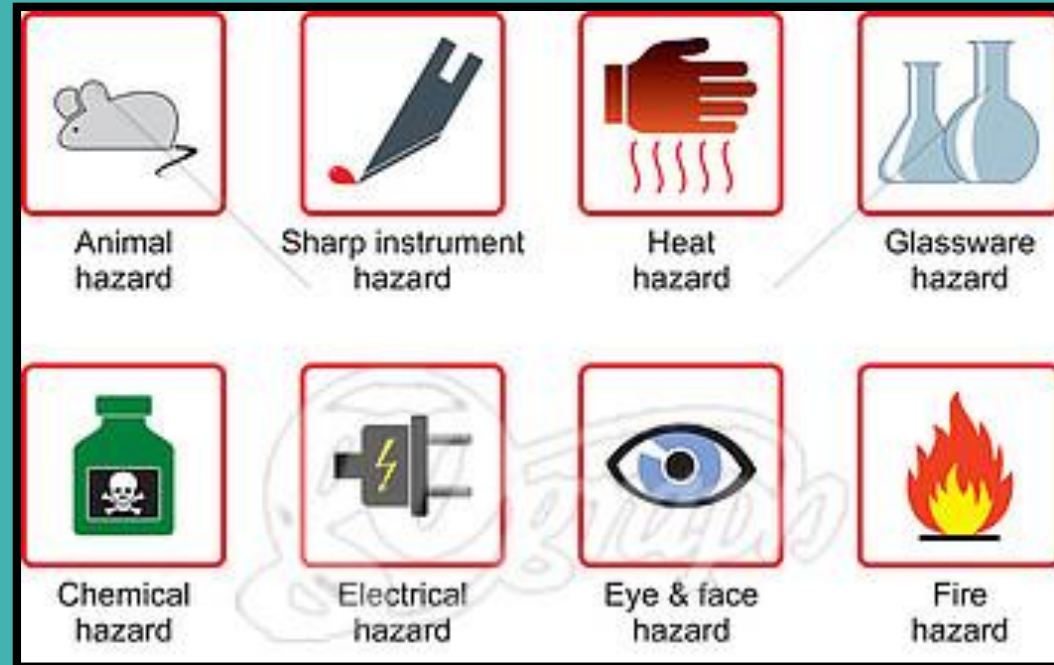 Animal
hazard
Sharp instrument
hazard
Heat
hazard
Glassware
hazard
Chemical
hazard
Electrical
hazard
Eye & face
hazard
Fire
hazard